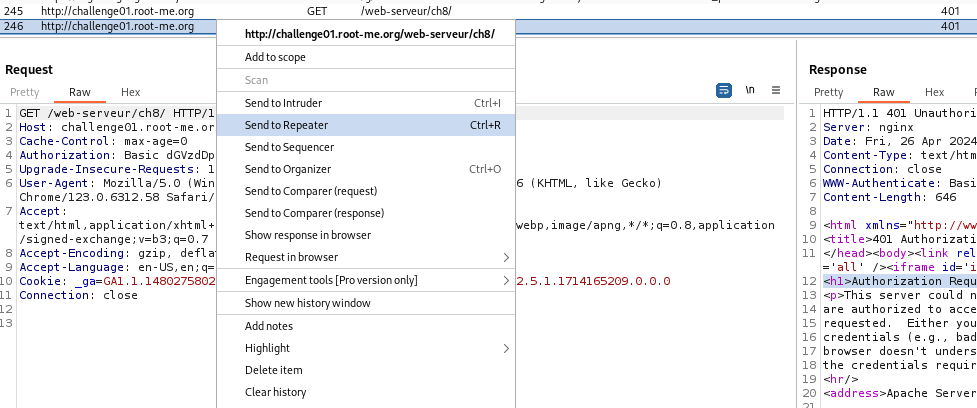 245 http://challenge01.root-me.org GET /web-serveur/ch8/ 401
246 http://challenge01.root-me.org 401
http://challenge01.root-me.org/web-serveur/ch8/
Add to scope
Scan
Send to Intruder Ctrl+I
Send to Repeater Ctrl+R
Send to Sequencer
Send to Organizer Ctrl+O
Send to Comparer (request)
Send to Comparer (response)
Show response in browser
Request in browser
Engagement tools [Pro version only]
Show new history window
Add notes
Highlight
Delete item
Clear history
Request
Pretty Raw Hex \n
1 GET /web-serveur/ch8/ HTTP/1
2 Host: challenge01.root-me.or
3 Cache-Control: max-age=0
4 Authorization: Basic dGVzdDp
5 Upgrade-Insecure-Requests: 1
6 User-Agent: Mozilla/5.0 (Win 6 (KHTML, like Gecko)
Chrome/123.0.6312.58 Safari/
7 Accept:
text/html,application/xhtml+ webp,image/apng,*/*;q=0.8,application
/signed-exchange;v=b3;q=0.7
8 Accept-Encoding: gzip, defla
9 Accept-Language: en-US,en;q=
10 Cookie: _ga=GA1.1.1480275802 2.5.1.1714165209.0.0.0
11 Connection: close
12
13
Response
Pretty Raw Hex
1 HTTP/1.1 401 Unauthori
2 Server: nginx
3 Date: Fri, 26 Apr 2024
4 Content-Type: text/htm
5 Connection: close
6 WWW-Authenticate: Basi
7 Content-Length: 646
8
9 <html xmlns="http://ww
10 <title>401 Authorizati
11 </head><body><link rel
='all' /><iframe id='i
12 <h1>Authorization Requ
13 <p>This server could n
14 are authorized to acce
15 requested.  Either you
16 credentials (e.g., bad
17 browser doesn't unders
18 the credentials requir
19 <hr/>
20 <address>Apache Server
21